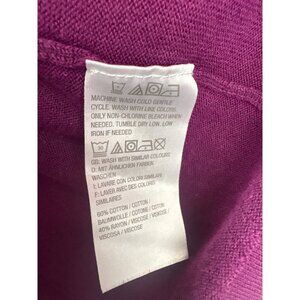 MACHINE WASH COLD GENTLE
CYCLE. WASH WITH LIKE COLORS.
ONLY NON-CHLORINE BLEACH WHEN
NEEDED. TUMBLE DRY LOW. LOW
IRON IF NEEDED
30
GB: WASH WITH SIMILAR COLOURS
D: MIT ÄHNLICHEN FARBEN
WASCHEN
I: LAVARE CON COLORI SIMILARI
F: LAVER AVEC DES COLORIS
SIMILAIRES
60% COTTON / COTTON /
BAUMWOLLE / COTONE / COTON
40% RAYON / VISCOSE / VISKOSE /
VISCOSA / VISCOSE